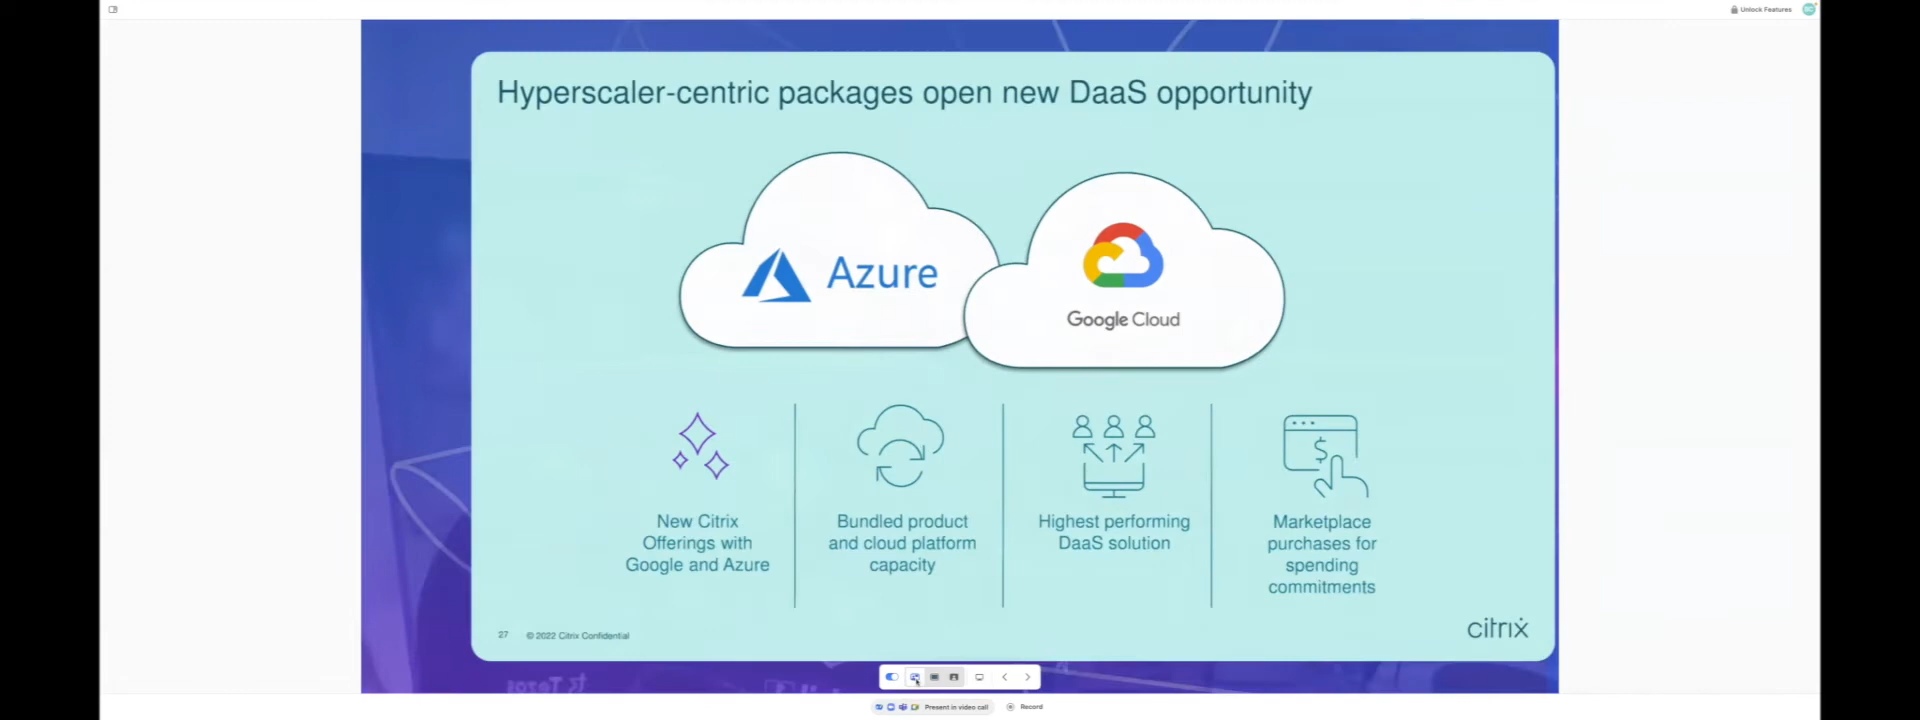 Unlock Features
Hyperscaler-centric packages open new DaaS opportunity
Azure
Google Cloud
New Citrix
Offerings with
Google and Azure
Bundled product
and cloud platform
capacity
Highest performing
DaaS solution
Marketplace
purchases for
spending
commitments
27 © 2022 Citrix Confidential
citrix
Present in video call
Record